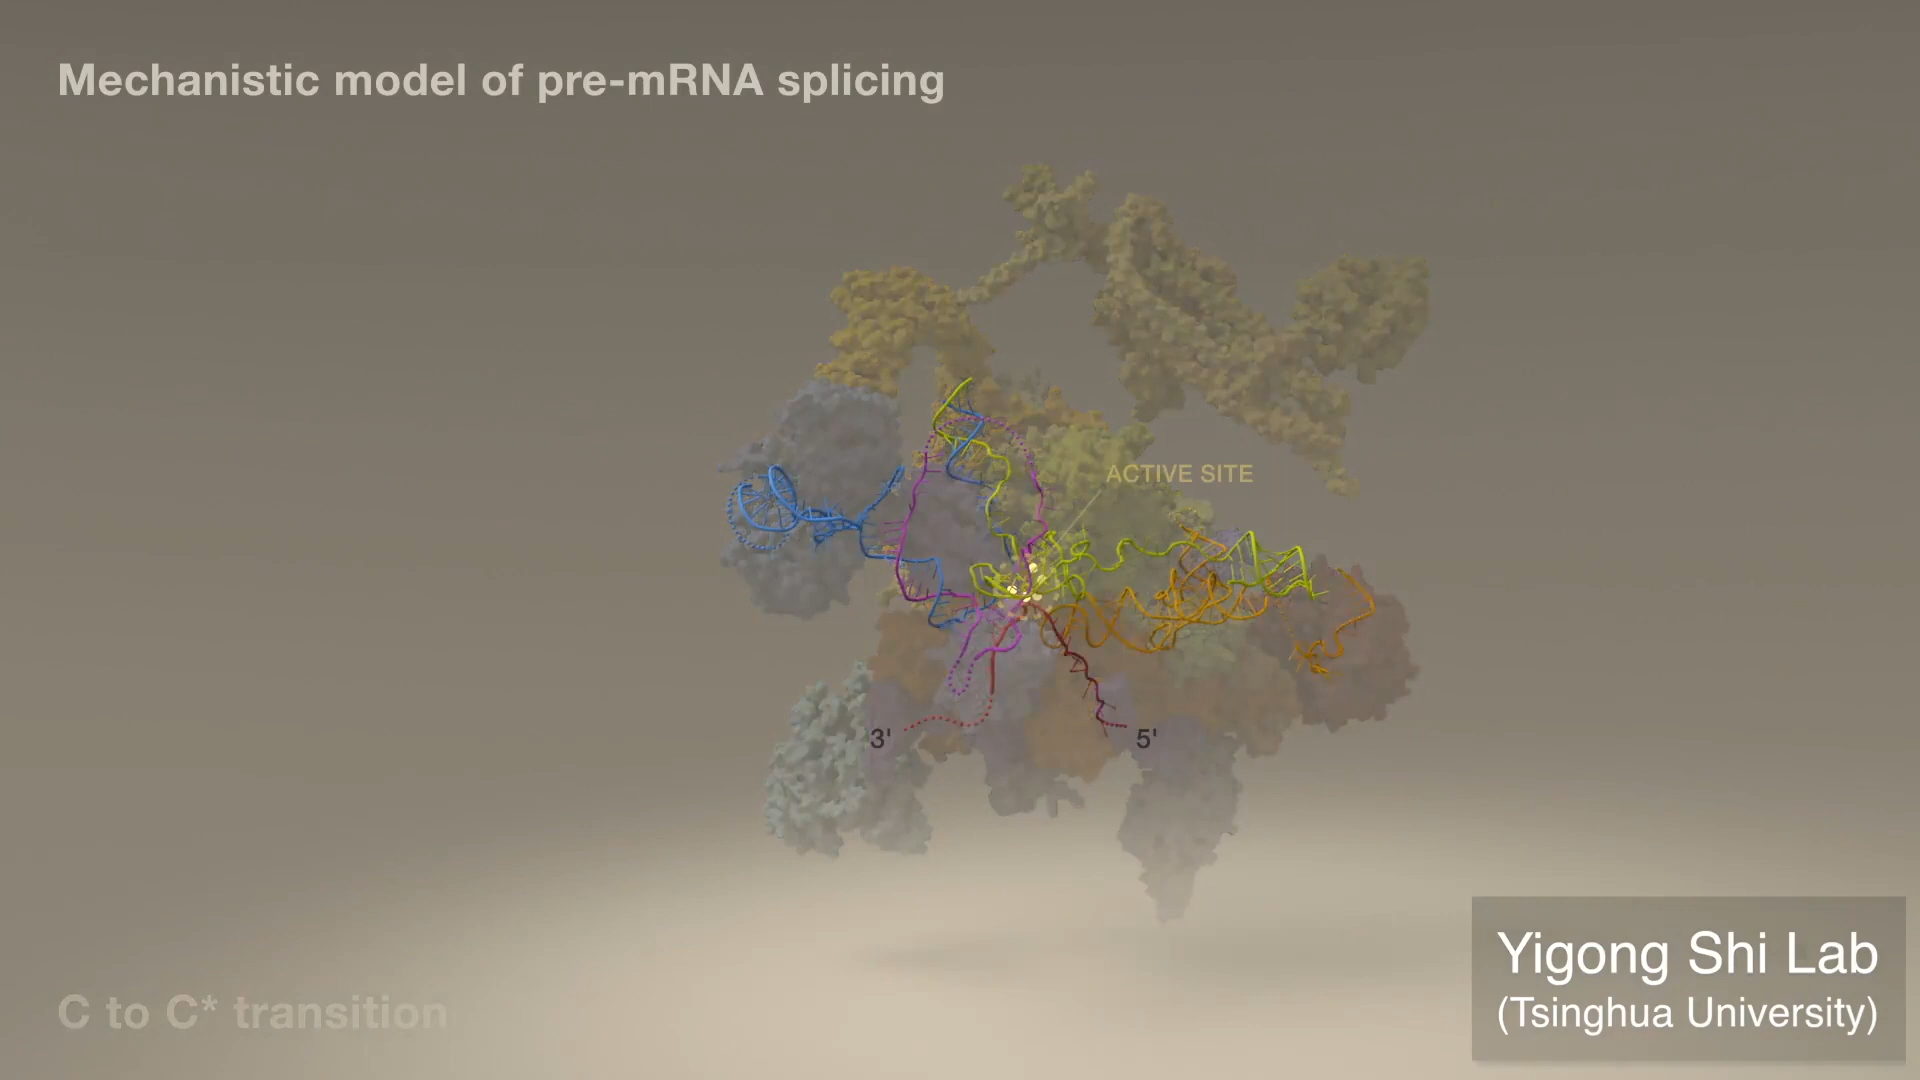 Mechanistic model of pre-mRNA splicing
ACTIVE SITE
3'
5'
C to C* transition
Yigong Shi Lab
(Tsinghua University)